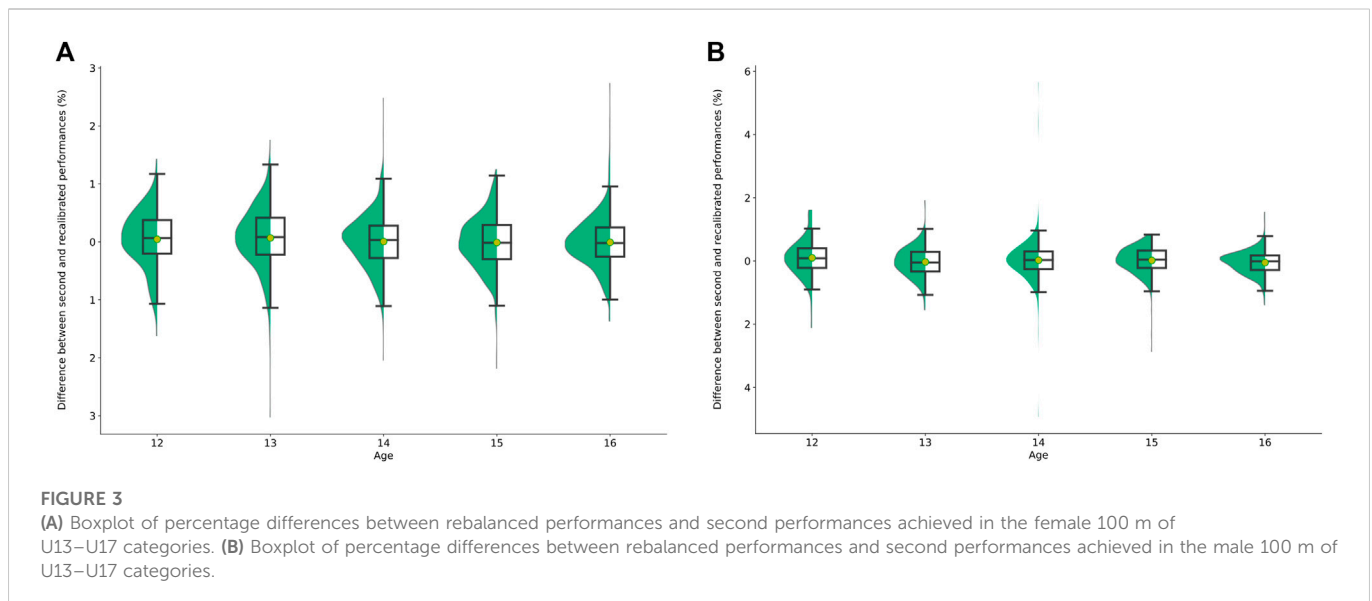 A
Difference between second and recalibrated performances (%)
3
2
1
0
1
2
3
12 13 14 15 16
Age
B
Difference between second and recalibrated performances (%)
6
4
2
0
2
4
12 13 14 15 16
Age
FIGURE 3
(A) Boxplot of percentage differences between rebalanced performances and second performances achieved in the female 100 m of
U13–U17 categories. (B) Boxplot of percentage differences between rebalanced performances and second performances achieved in the male 100 m of
U13–U17 categories.